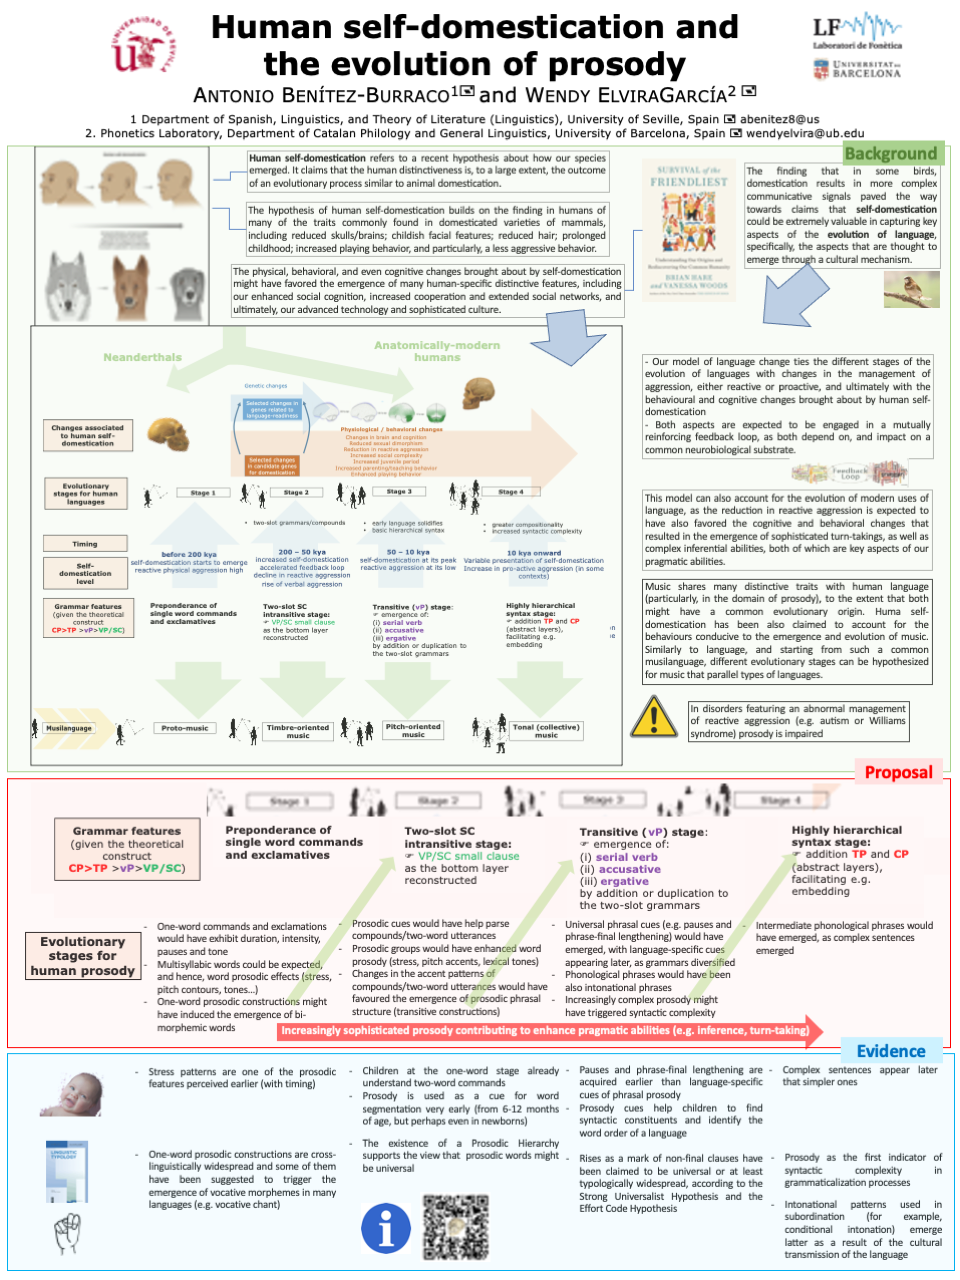 Human self-domestication and
the evolution of prosody
ANTONIO BENÍTEZ-BURRACO1 and WENDY ELVIRAGARCÍA2
1 Department of Spanish, Linguistics, and Theory of Literature (Linguistics), University of Seville, Spain abenitez8@us
2. Phonetics Laboratory, Department of Catalan Philology and General Linguistics, University of Barcelona, Spain wendyelvira@ub.edu
LF
Laboratori de Fonètica
UNIVERSITAT DE
BARCELONA
Background
Human self-domestication refers to a recent hypothesis about how our species
emerged. It claims that the human distinctiveness is, to a large extent, the outcome
of an evolutionary process similar to animal domestication.
The hypothesis of human self-domestication builds on the finding in humans of
many of the traits commonly found in domesticated varieties of mammals,
including reduced skulls/brains; childish facial features; reduced hair; prolonged
childhood; increased playing behavior, and particularly, a less aggressive behavior.
The physical, behavioral, and even cognitive changes brought about by self-domestication
might have favored the emergence of many human-specific distinctive features, including
our enhanced social cognition, increased cooperation and extended social networks, and
ultimately, our advanced technology and sophisticated culture.
SURVIVAL OF THE
FRIENDLIEST
Understanding Our Origins and
Rediscovering Our Common Humanity
BRIAN HARE
AND VANESSA WOODS
The finding that in some birds,
domestication results in more complex
communicative signals paved the way
towards claims that self-domestication
could be extremely valuable in capturing key
aspects of the evolution of language,
specifically, the aspects that are thought to
emerge through a cultural mechanism.
Neanderthals
Anatomically-modern
humans
Genetic changes
Selected changes in
genes related to
language-readiness
Physiological / behavioral changes
Changes in brain and cognition
Reduced sexual dimorphism
Reduction in reactive aggression
Increased social complexity
Increased juvenile period
Increased parenting/teaching behavior
Enhanced playing behavior
Selected changes
in candidate genes
for domestication
Changes associated
to human self-
domestication
Evolutionary
stages for human
languages
Stage 1
Stage 2
Stage 3
Stage 4
• two-slot grammars/compounds
• early language solidifies
• basic hierarchical syntax
• greater compositionality
• increased syntactic complexity
Timing
Self-
domestication
level
before 200 kya
self-domestication starts to emerge
reactive physical aggression high
200 – 50 kya
increased self-domestication
accelerated feedback loop
decline in reactive aggression
rise of verbal aggression
50 – 10 kya
self-domestication at its peak
reactive aggression at its low
10 kya onward
Variable presentation of self-domestication
Increase in pro-active aggression (in some
contexts)
Grammar features
(given the theoretical
construct
CP>TP >vP>VP/SC)
Preponderance of
single word commands
and exclamatives
Two-slot SC
intransitive stage:
☞ VP/SC small clause
as the bottom layer
reconstructed
Transitive (vP) stage:
☞ emergence of:
(i) serial verb
(ii) accusative
(iii) ergative
by addition or duplication to
the two-slot grammars
Highly hierarchical
syntax stage:
☞ addition TP and CP
(abstract layers),
facilitating e.g.
embedding
Musilanguage
Proto-music
Timbre-oriented
music
Pitch-oriented
music
Tonal (collective)
music
- Our model of language change ties the different stages of the
evolution of languages with changes in the management of
aggression, either reactive or proactive, and ultimately with the
behavioural and cognitive changes brought about by human self-
domestication
- Both aspects are expected to be engaged in a mutually
reinforcing feedback loop, as both depend on, and impact on a
common neurobiological substrate.
Feedback
Loop
This model can also account for the evolution of modern uses of
language, as the reduction in reactive aggression is expected to
have also favored the cognitive and behavioral changes that
resulted in the emergence of sophisticated turn-takings, as well as
complex inferential abilities, both of which are key aspects of our
pragmatic abilities.
Music shares many distinctive traits with human language
(particularly, in the domain of prosody), to the extent that both
might have a common evolutionary origin. Huma self-
domestication has been also claimed to account for the
behaviours conducive to the emergence and evolution of music.
Similarly to language, and starting from such a common
musilanguage, different evolutionary stages can be hypothesized
for music that parallel types of languages.
In disorders featuring an abnormal management
of reactive aggression (e.g. autism or Williams
syndrome) prosody is impaired
Proposal
Stage 1
Stage 2
Stage 3
Stage 4
Grammar features
(given the theoretical
construct
CP>TP >vP>VP/SC)
Preponderance of
single word commands
and exclamatives
Two-slot SC
intransitive stage:
☞ VP/SC small clause
as the bottom layer
reconstructed
Transitive (vP) stage:
☞ emergence of:
(i) serial verb
(ii) accusative
(iii) ergative
by addition or duplication to
the two-slot grammars
Highly hierarchical
syntax stage:
☞ addition TP and CP
(abstract layers),
facilitating e.g.
embedding
Evolutionary
stages for
human prosody
- One-word commands and exclamations
would have exhibit duration, intensity,
pauses and tone
- Multisyllabic words could be expected,
and hence, word prosodic effects (stress,
pitch contours, tones...)
- One-word prosodic constructions might
have induced the emergence of bi-
morphemic words
- Prosodic cues would have help parse
compounds/two-word utterances
- Prosodic groups would have enhanced word
prosody (stress, pitch accents, lexical tones)
- Changes in the accent patterns of
compounds/two-word utterances would have
favoured the emergence of prosodic phrasal
structure (transitive constructions)
- Universal phrasal cues (e.g. pauses and
phrase-final lengthening) would have
emerged, with language-specific cues
appearing later, as grammars diversified
- Phonological phrases would have been
also intonational phrases
- Increasingly complex prosody might
have triggered syntactic complexity
- Intermediate phonological phrases would
have emerged, as complex sentences
emerged
Increasingly sophisticated prosody contributing to enhance pragmatic abilities (e.g. inference, turn-taking)
Evidence
- Stress patterns are one of the prosodic
features perceived earlier (with timing)
- Children at the one-word stage already
understand two-word commands
- Prosody is used as a cue for word
segmentation very early (from 6-12 months
of age, but perhaps even in newborns)
- Pauses and phrase-final lengthening are
acquired earlier than language-specific
cues of phrasal prosody
- Prosody cues help children to find
syntactic constituents and identify the
word order of a language
- Complex sentences appear later
that simpler ones
LINGUISTIC
TYPOLOGY
- One-word prosodic constructions are cross-
linguistically widespread and some of them
have been suggested to trigger the
emergence of vocative morphemes in many
languages (e.g. vocative chant)
- The existence of a Prosodic Hierarchy
supports the view that prosodic words might
be universal
- Rises as a mark of non-final clauses have
been claimed to be universal or at least
typologically widespread, according to the
Strong Universalist Hypothesis and the
Effort Code Hypothesis
- Prosody as the first indicator of
syntactic complexity in
grammaticalization processes
- Intonational patterns used in
subordination (for example,
conditional intonation) emerge
latter as a result of the cultural
transmission of the language